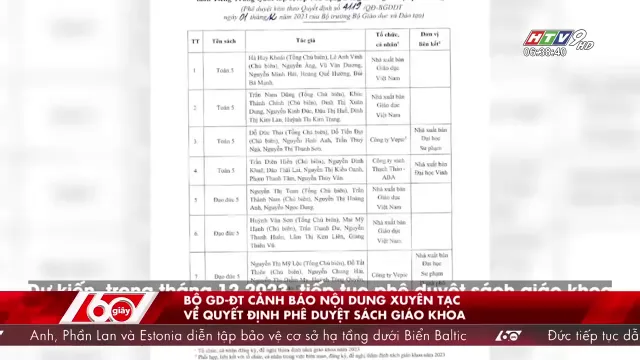 (Phê duyệt kèm theo Quyết định số 4119/QĐ-BGDĐT
ngày 01 tháng 12 năm 2023 của Bộ trưởng Bộ Giáo dục và Đào tạo)
HTV9 HD
06:38:40
TT Tên sách Tác giả Tổ chức, cá nhân¹ Đơn vị liên kết²
1 Toán 5 Hà Huy Khoái (Tổng Chủ biên), Lê Anh Vinh
(Chủ biên), Nguyễn Áng, Vũ Văn Dương,
Nguyễn Minh Hải, Hoàng Quế Hường, Bùi
Bá Mạnh
Nhà xuất bản
Giáo dục
Việt Nam
2 Toán 5 Trần Nam Dũng (Tổng Chủ biên), Khúc
Thành Chính (Chủ biên), Đinh Thị Xuân
Dung, Nguyễn Kính Đức, Đậu Thị Huế, Đinh
Thị Kim Lan, Huỳnh Thị Kim Trang
Nhà xuất bản
Giáo dục
Việt Nam
3 Toán 5 Đỗ Đức Thái (Tổng Chủ biên), Đỗ Tiến Đạt
(Chủ biên), Nguyễn Hoài Anh, Trần Thúy
Ngà, Nguyễn Thị Thanh Sơn
Công ty Vepic
Nhà xuất bản
Đại học
Sư phạm
4 Toán 5 Trần Diên Hiển (Chủ biên), Nguyễn Đình
Khuê, Đào Thái Lai, Nguyễn Thị Kiều Oanh,
Phạm Thanh Tâm, Nguyễn Thúy Vân
Công ty sách
Thanh Thảo -
ABA
Nhà xuất bản
Đại học Vinh
5 Đạo đức 5 Nguyễn Thị Toan (Tổng Chủ biên), Trần
Thành Nam (Chủ biên), Nguyễn Thị Hoàng
Anh, Nguyễn Ngọc Dung
Nhà xuất bản
Giáo dục
Việt Nam
6 Đạo đức 5 Huỳnh Văn Sơn (Tổng Chủ biên), Mai Mỹ
Hạnh (Chủ biên), Trần Thanh Dư, Nguyễn
Thanh Huân, Lâm Thị Kim Liên, Giang
Thiên Vũ
Nhà xuất bản
Giáo dục
Việt Nam
7 Đạo đức 5 Nguyễn Thị Mỹ Lộc (Tổng Chủ biên), Đỗ Tất
Thiên (Chủ biên), Nguyễn Chung Hải,
Công ty Vepic
Nhà xuất bản
Đại học
Sư phạm
Dự kiến, trong tháng 12-2023, tiếp tục phê duyệt sách giáo khoa
60 giây
BỘ GD-ĐT CẢNH BÁO NỘI DUNG XUYÊN TẠC
VỀ QUYẾT ĐỊNH PHÊ DUYỆT SÁCH GIÁO KHOA
Anh, Phần Lan và Estonia diễn tập bảo vệ cơ sở hạ tầng dưới Biển Baltic 60 Đức tiếp tục dẫ